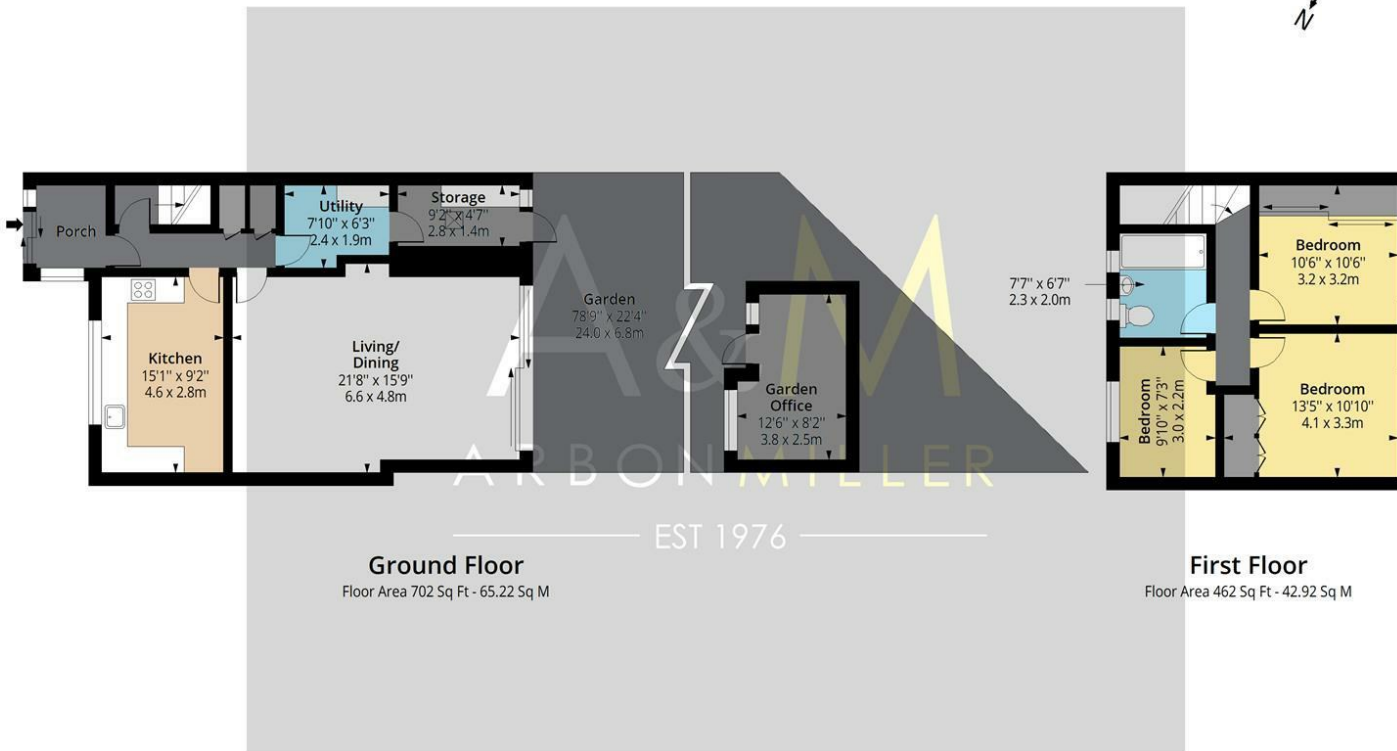 N
Porch
Utility
7'10" x 6'3"
2.4 x 1.9m
Storage
9'2" x 4'7"
2.8 x 1.4m
Kitchen
15'1" x 9'2"
4.6 x 2.8m
Living/
Dining
21'8" x 15'9"
6.6 x 4.8m
Garden
78'9" x 22'4"
24.0 x 6.8m
Garden
Office
12'6" x 8'2"
3.8 x 2.5m
7'7" x 6'7"
2.3 x 2.0m
Bedroom
10'6" x 10'6"
3.2 x 3.2m
Bedroom
9'10" x 7'3"
3.0 x 2.2m
Bedroom
13'5" x 10'10"
4.1 x 3.3m
A&M
ARBON MILLER
EST 1976
Ground Floor
Floor Area 702 Sq Ft - 65.22 Sq M
First Floor
Floor Area 462 Sq Ft - 42.92 Sq M